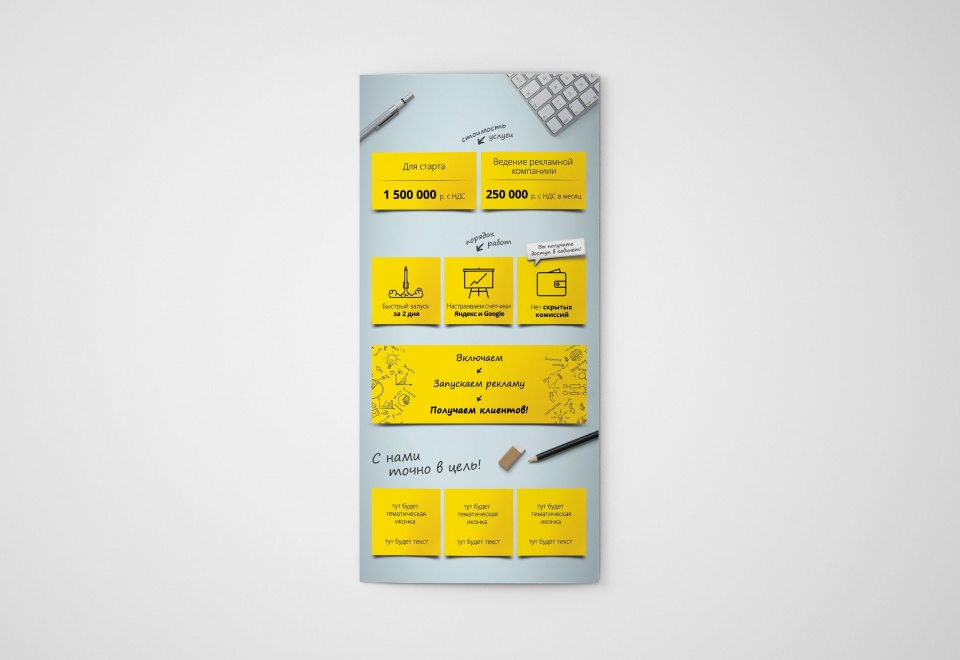 стоимость
услуги
Для старта
1 500 000 р. с НДС
Ведение рекламной
компаниии
250 000 р. с НДС в месяц
порядок
работ
Вы получите
доступ в кабинет!
Быстрый запуск
за 2 дня
Настраиваем счетчики
Яндекс и Google
Нет скрытых
комиссий
Включаем
Запускаем рекламу
Получаем клиентов!
С нами
точно в цель!
тут будет
тематическая
иконка
тут будет текст
тут будет
тематическая
иконка
тут будет текст
тут будет
тематическая
иконка
тут будет текст